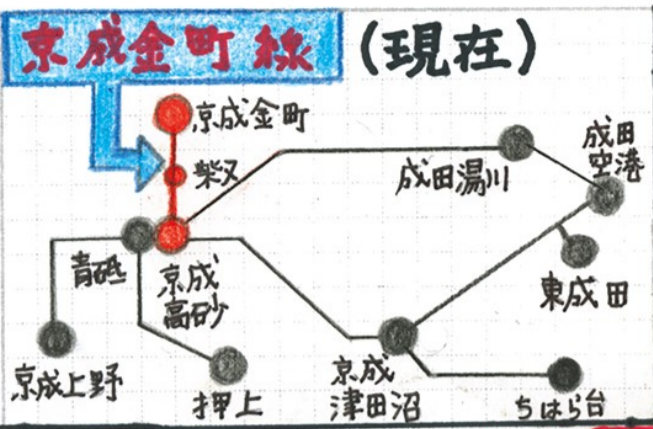 京成金町線(現在)
京成金町
柴又
成田湯川
成田
空港
青砥
京成
高砂
東成田
京成上野
押上
京成
津田沼
ちはら台